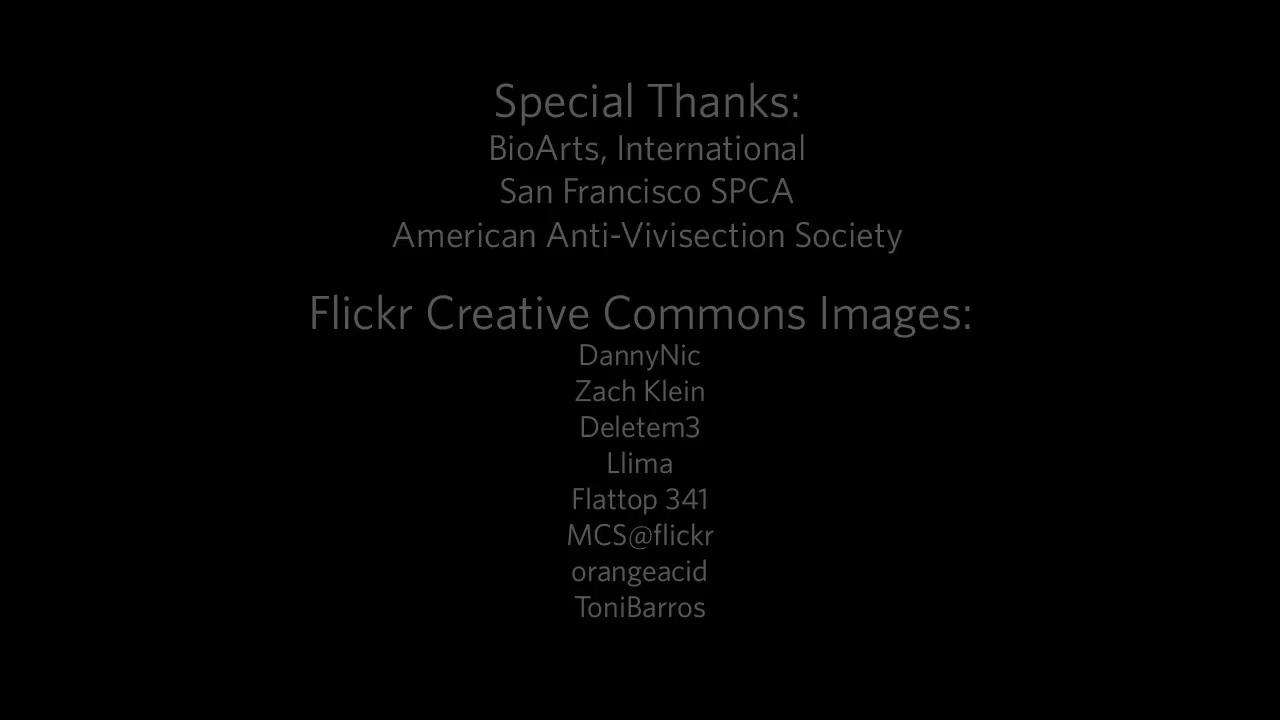 Special Thanks:
BioArts, International
San Francisco SPCA
American Anti-Vivisection Society
Flickr Creative Commons Images:
DannyNic
Zach Klein
Deletem3
Llima
Flattop 341
MCS@flickr
orangeacid
ToniBarros